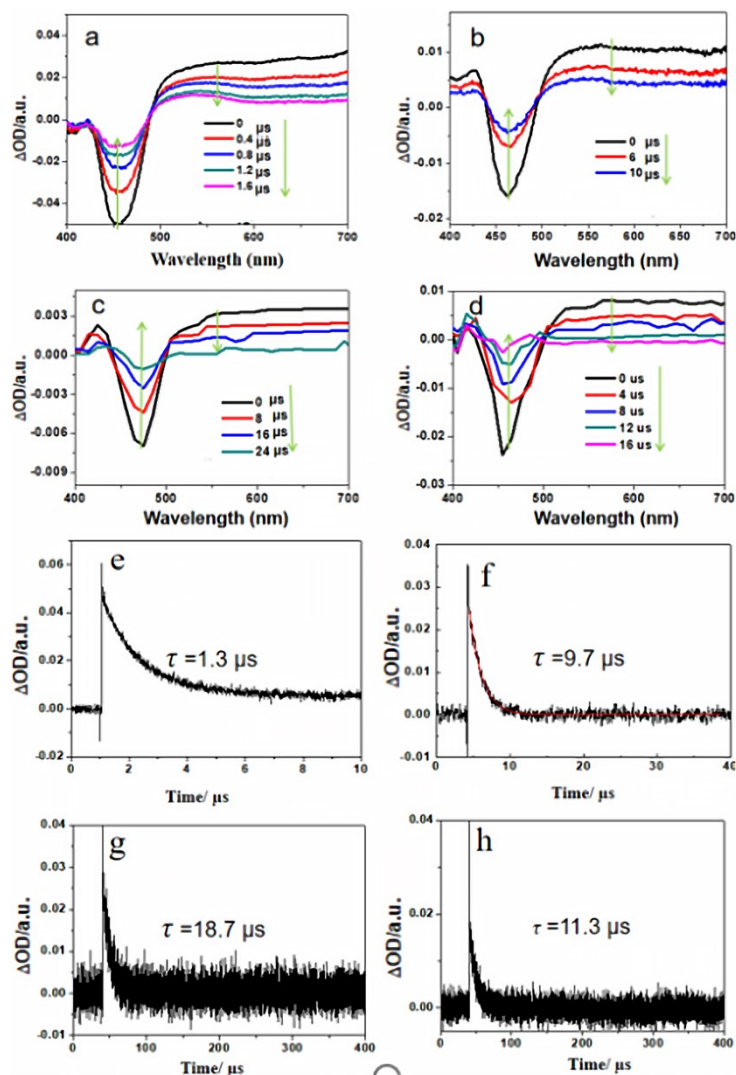 a
b
0.04
0.02
0.00
-0.02
-0.04
ΔOD/a.u.
0 μs
0.4 μs
0.8 μs
1.2 μs
1.6 μs
400 500 600 700
Wavelength (nm)
0.01
0.00
-0.01
-0.02
ΔOD/a.u.
0 μs
6 μs
10 μs
400 450 500 550 600 650 700
Wavelength (nm)
c
d
0.003
0.000
-0.003
-0.006
-0.009
ΔOD/a.u.
0 μs
8 μs
16 μs
24 μs
400 500 600 700
Wavelength (nm)
0.01
0.00
-0.01
-0.02
-0.03
ΔOD/a.u.
0 us
4 us
8 us
12 us
16 us
400 500 600 700
Wavelength (nm)
e
f
0.06
0.04
0.02
0.00
-0.02
ΔOD/a.u.
τ = 1.3 μs
0 2 4 6 8 10
Time/ μs
0.04
0.03
0.02
0.01
0.00
-0.01
ΔOD/a.u.
τ = 9.7 μs
0 10 20 30 40
Time/ μs
g
h
0.04
0.03
0.02
0.01
0.00
-0.01
ΔOD/a.u.
τ = 18.7 μs
0 100 200 300 400
Time/ μs
0.04
0.02
0.00
ΔOD/a.u.
τ = 11.3 μs
0 100 200 300 400
Time/ μs